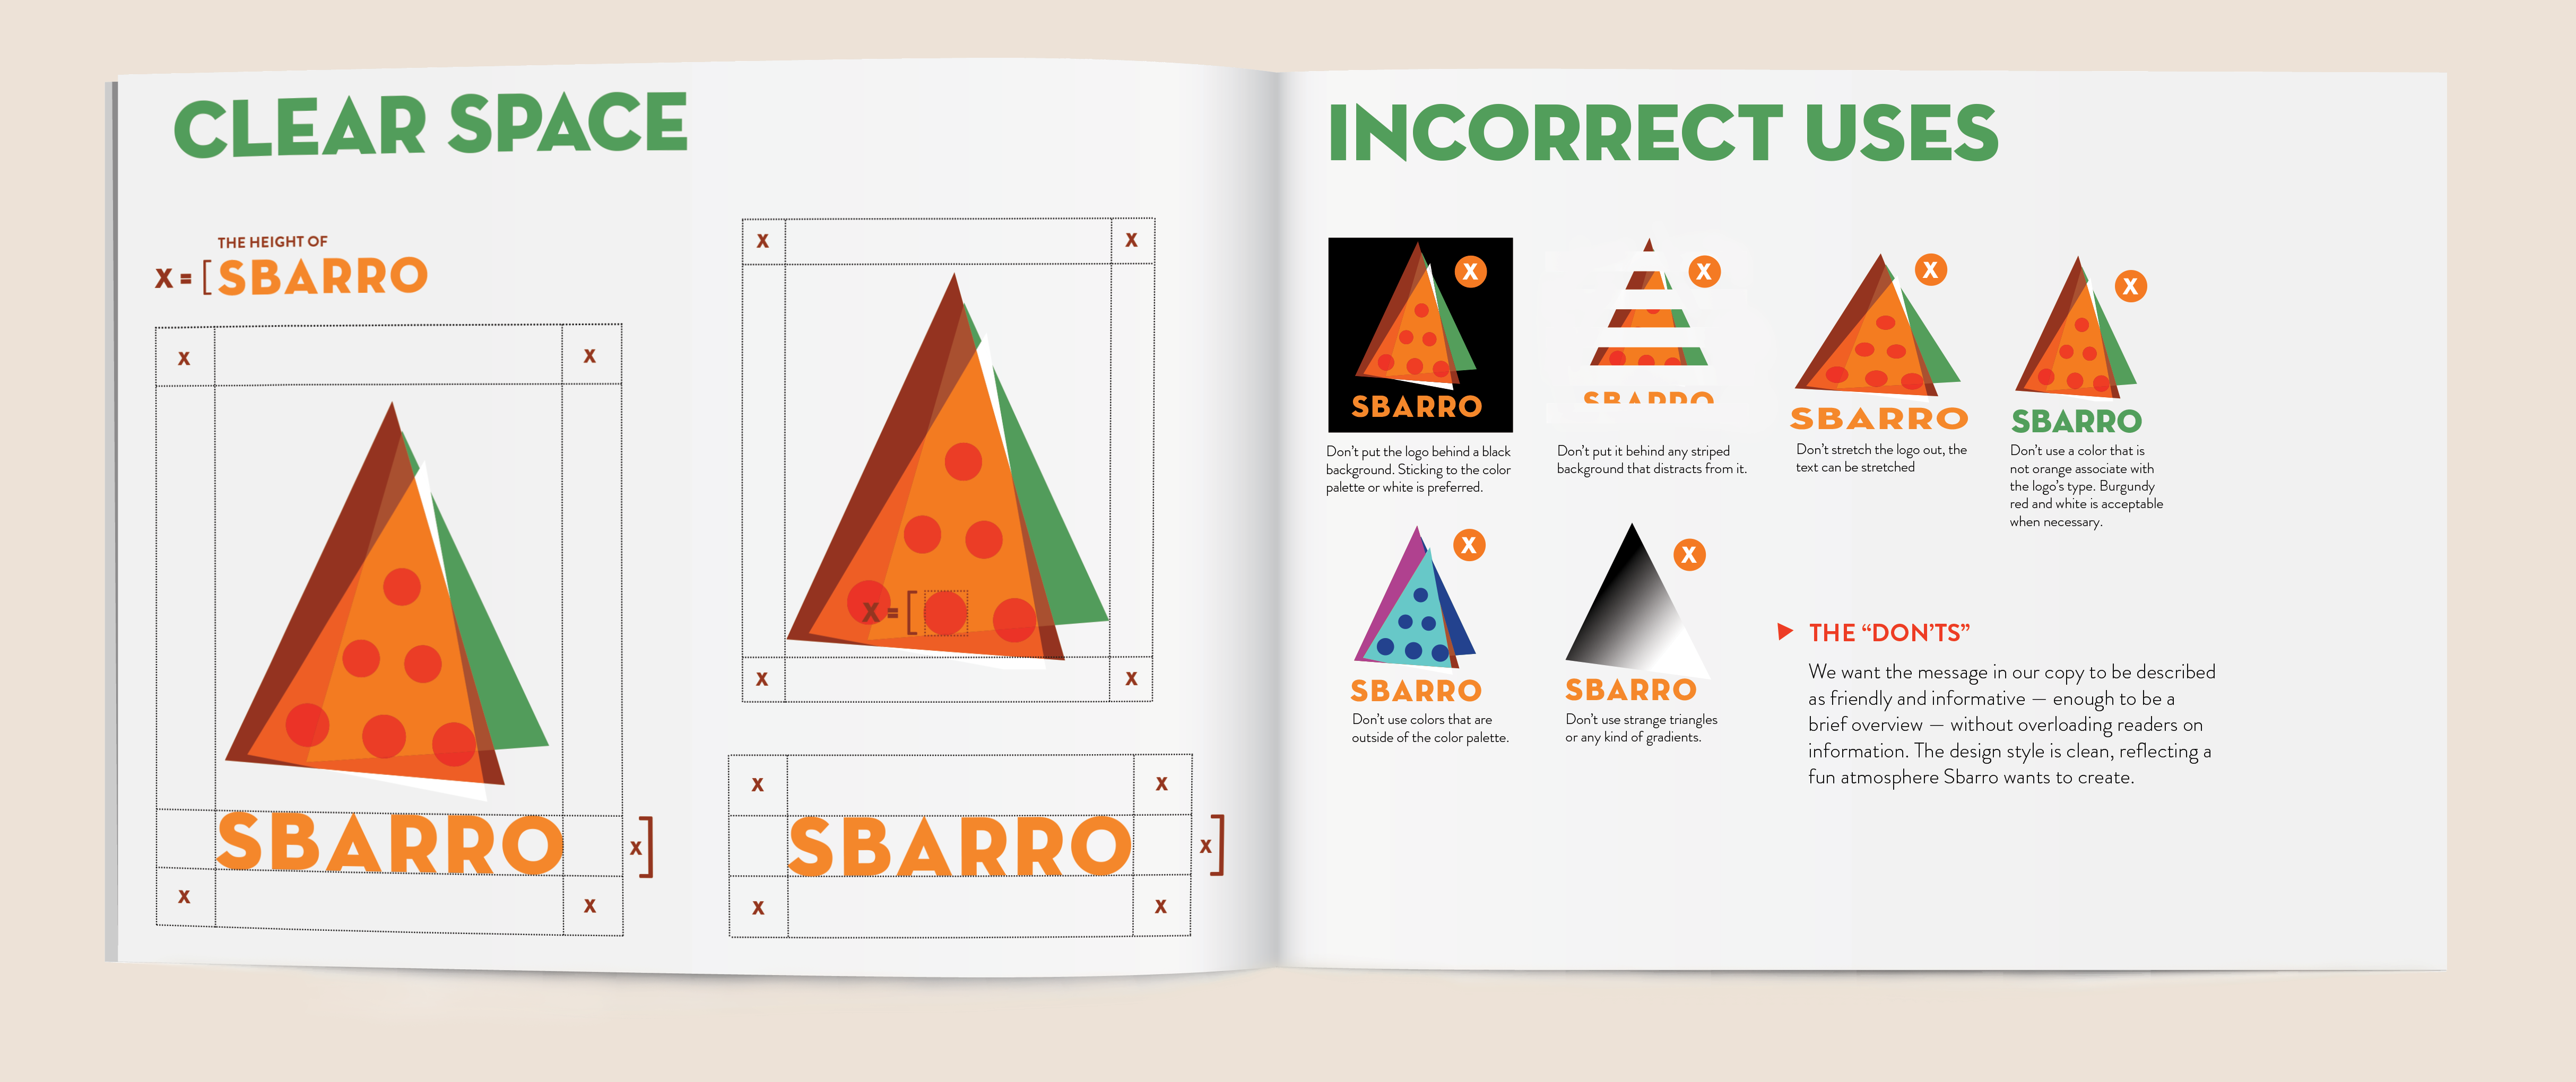 CLEAR SPACE
THE HEIGHT OF
X = [ SBARRO
X X
X X
X = [
SBARRO X ]
X X
X X
X X
SBARRO X ]
X X
INCORRECT USES
X
SBARRO
Don't put the logo behind a black
background. Sticking to the color
palette or white is preferred.
X
SBARRO
Don't put it behind any striped
background that distracts from it.
X
SBARRO
Don't stretch the logo out, the
text can be stretched
X
SBARRO
Don't use a color that is
not orange associate with
the logo's type. Burgundy
red and white is acceptable
when necessary.
X
SBARRO
Don't use colors that are
outside of the color palette.
X
SBARRO
Don't use strange triangles
or any kind of gradients.
THE “DON'TS”
We want the message in our copy to be described
as friendly and informative — enough to be a
brief overview — without overloading readers on
information. The design style is clean, reflecting a
fun atmosphere Sbarro wants to create.